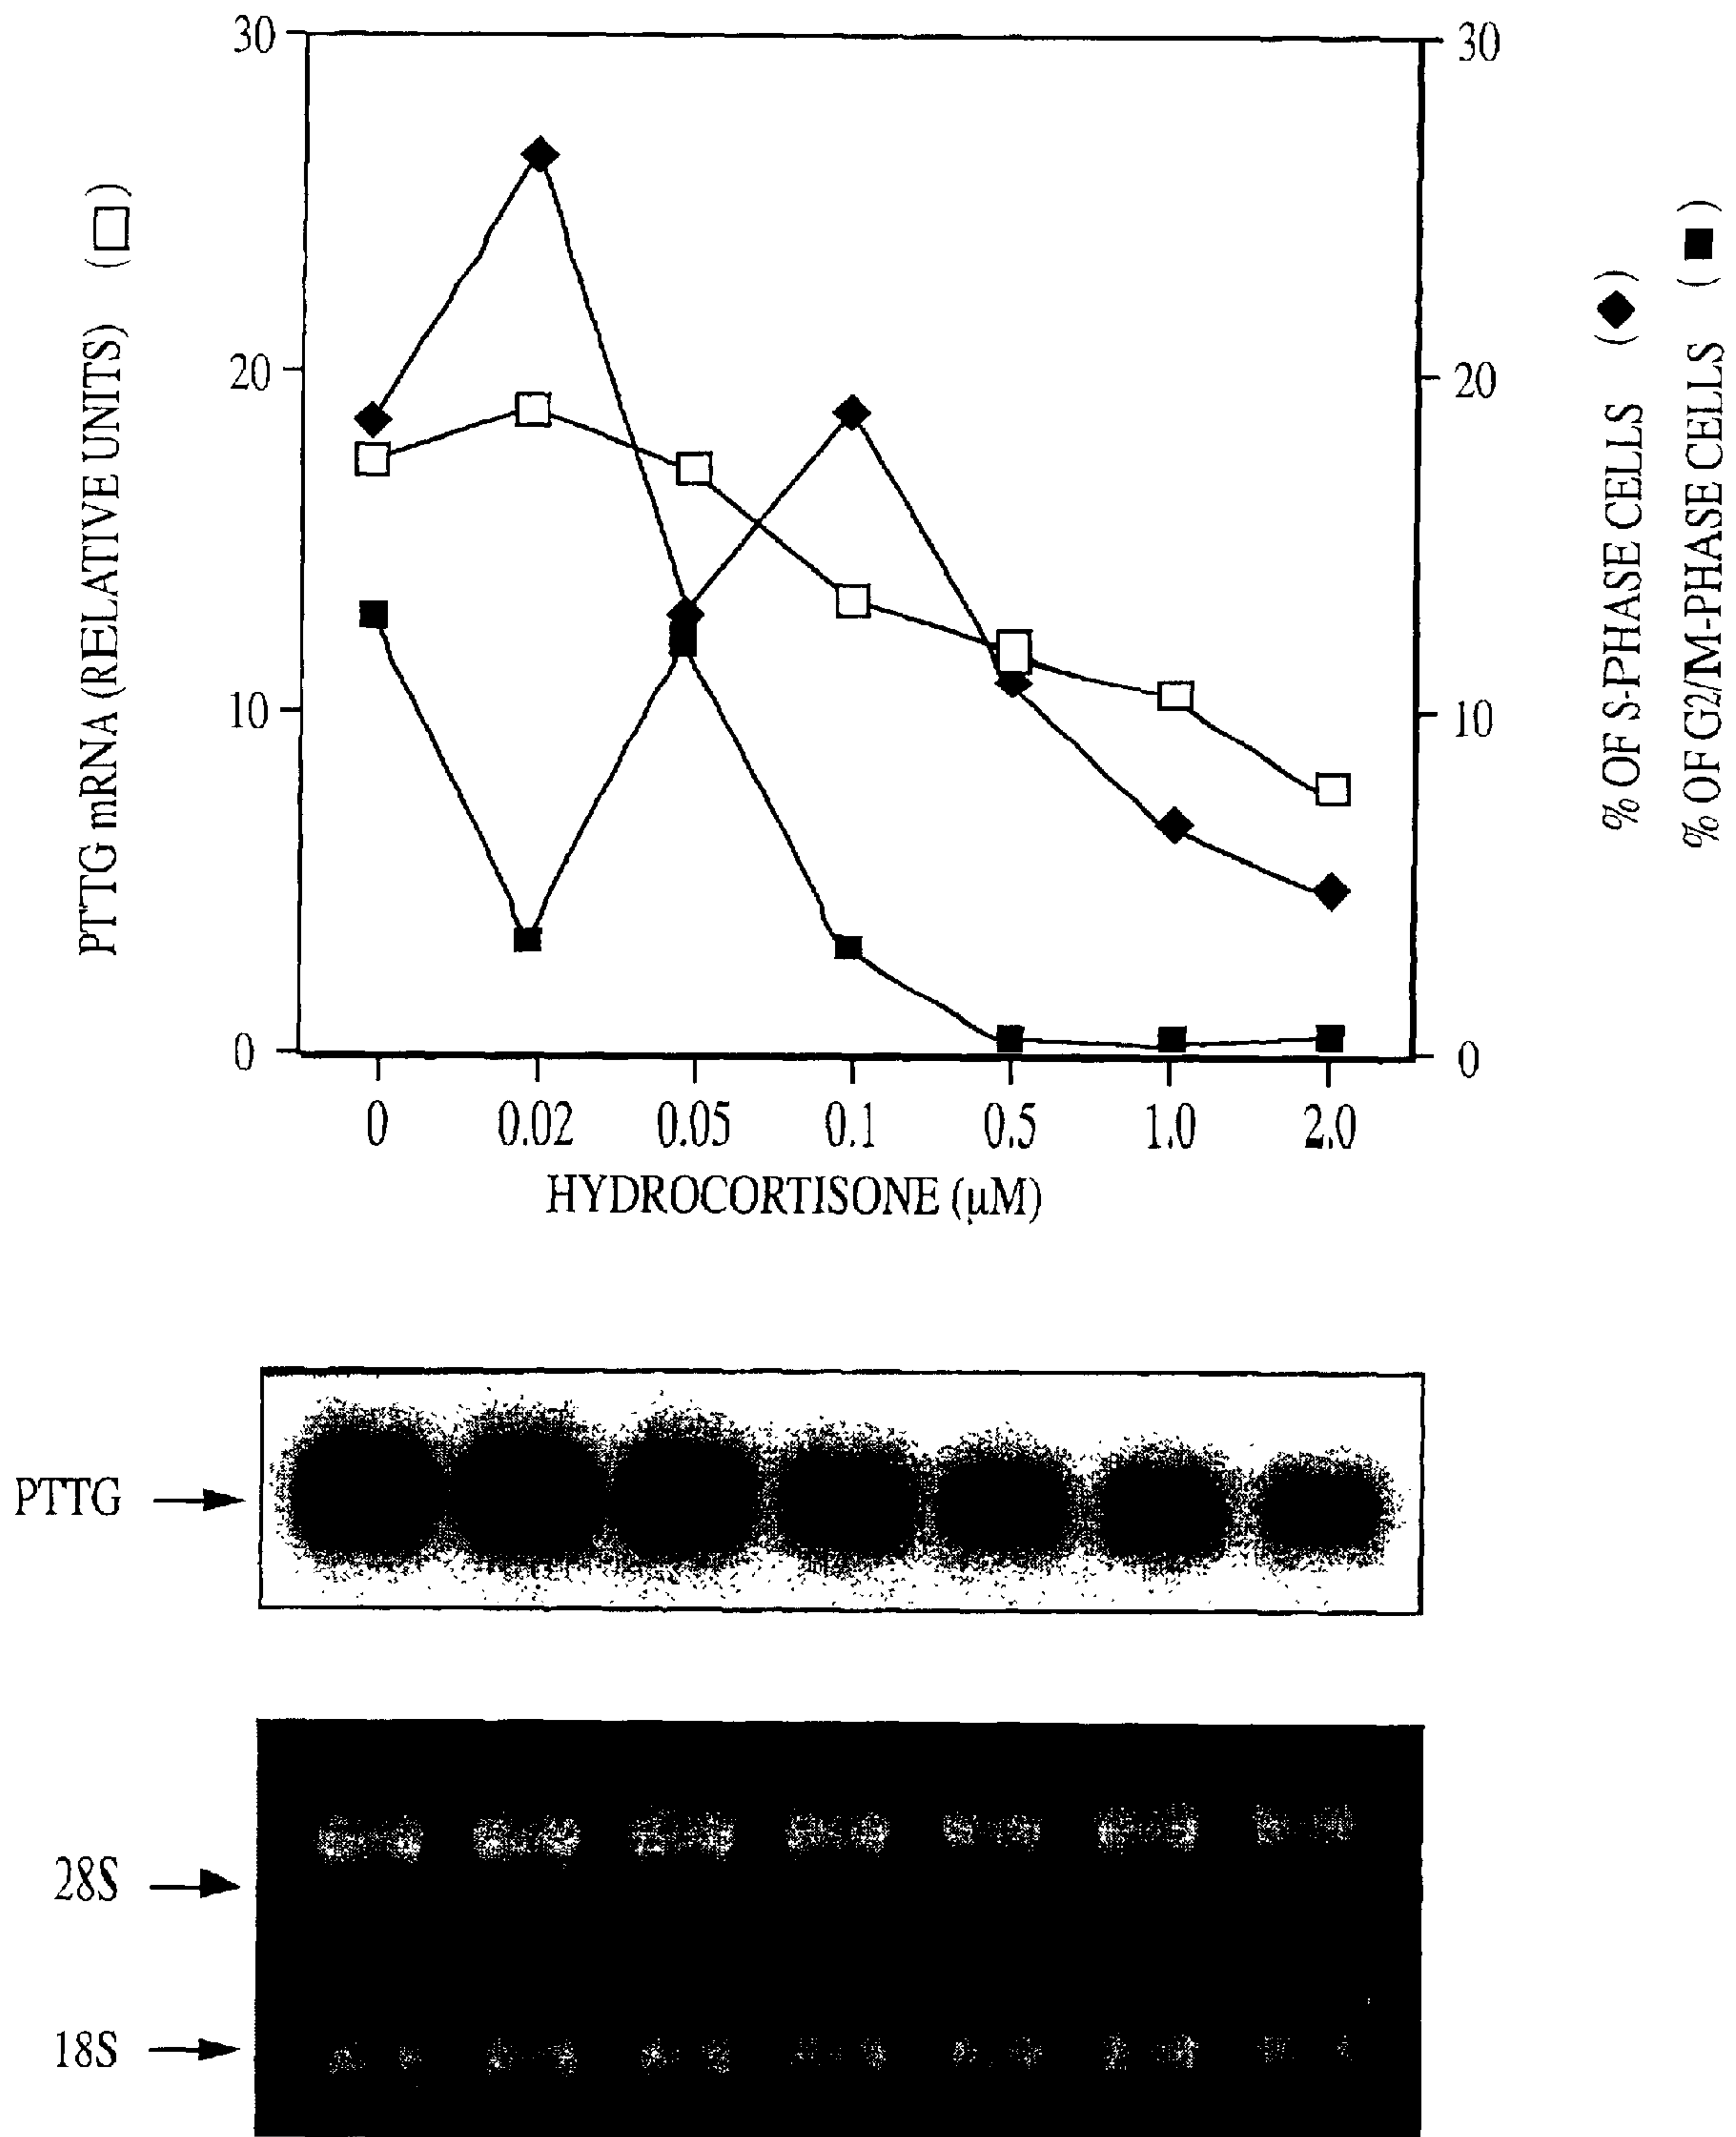 PTTG mRNA (RELATIVE UNITS) (□)
30
20
10
0
30
20
10
0
% OF S-PHASE CELLS (◆)
% OF G2/M-PHASE CELLS (■)
0 0.02 0.05 0.1 0.5 1.0 2.0
HYDROCORTISONE (µM)
PTTG
28S
18S